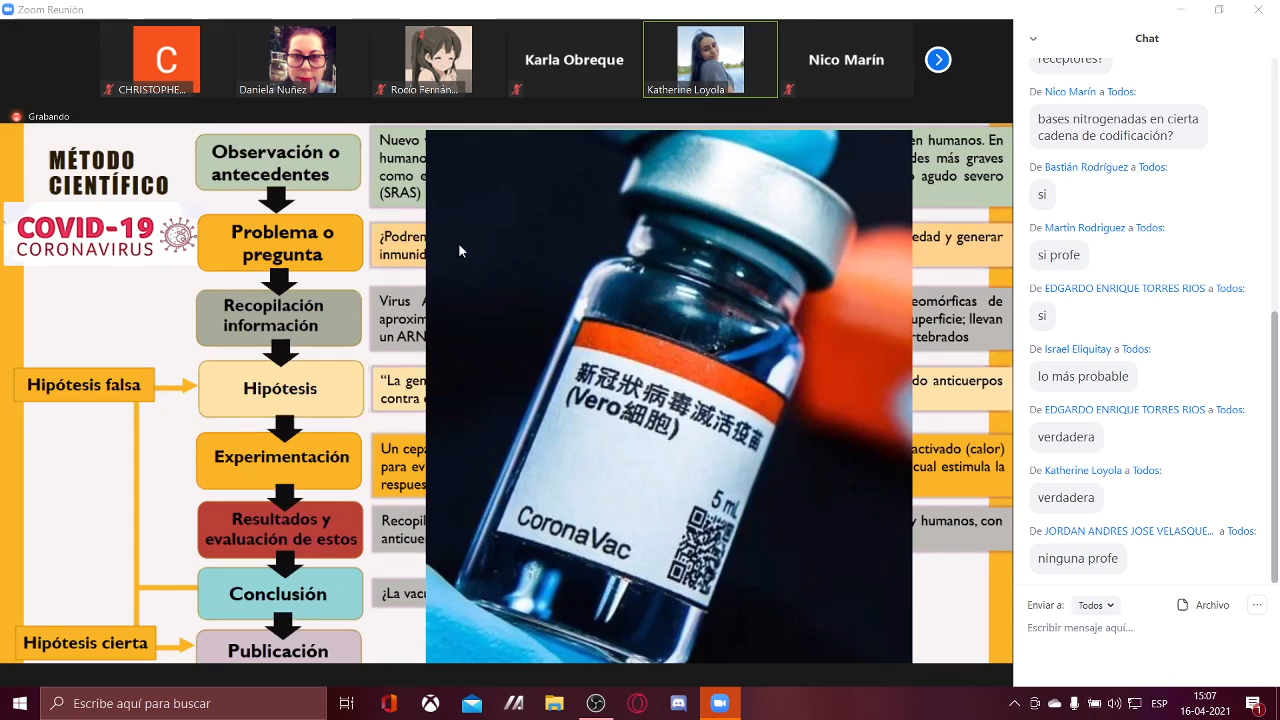 Zoom Reunión
C
CHRISTOPHE...
Daniela Nuñez
Rocío Fernán...
Karla Obreque
Katherine Loyola
Nico Marín
Grabando
MÉTODO
CIENTÍFICO
COVID-19
CORONAVIRUS
Observación o
antecedentes
Problema o
pregunta
Recopilación
información
Hipótesis
Experimentación
Resultados y
evaluación de estos
Conclusión
Publicación
Hipótesis falsa
Hipótesis cierta
Nuevo
en humanos. En
humano
des más graves
como e
agudo severo
(SRAS)
¿Podren
edad y generar
inmunid
Virus A
eomórficas de
aproxim
uperficie; llevan
un ARN
rtebrados
“La gen
do anticuerpos
contra
Un cepa
activado (calor)
para ev
cual estimula la
respues
Recopil
y humanos, con
anticue
¿La vacu
新冠狀病毒滅活疫苗
(Vero細胞)
5 mL
CoronaVac
Chat
receptores?
De Nico Marín a Todos:
bases nitrogenadas en cierta
cadena de codificación?
De Bastián Rodríguez a Todos:
si
De Martin Rodriguez a Todos:
si profe
De EDGARDO ENRIQUE TORRES RIOS a Todos:
si
De Israel Eliquitay a Todos:
lo más probable
De EDGARDO ENRIQUE TORRES RIOS a Todos:
verdadera
De Katherine Loyola a Todos:
verdadera
De JORDAN ANDRES JOSE VELASQUE... a Todos:
ninguna profe
Enviar a: Todos
Archivo
...
Escribir mensaje aquí...
Escribe aquí para buscar
ESP
15:07
16-04-2021
1